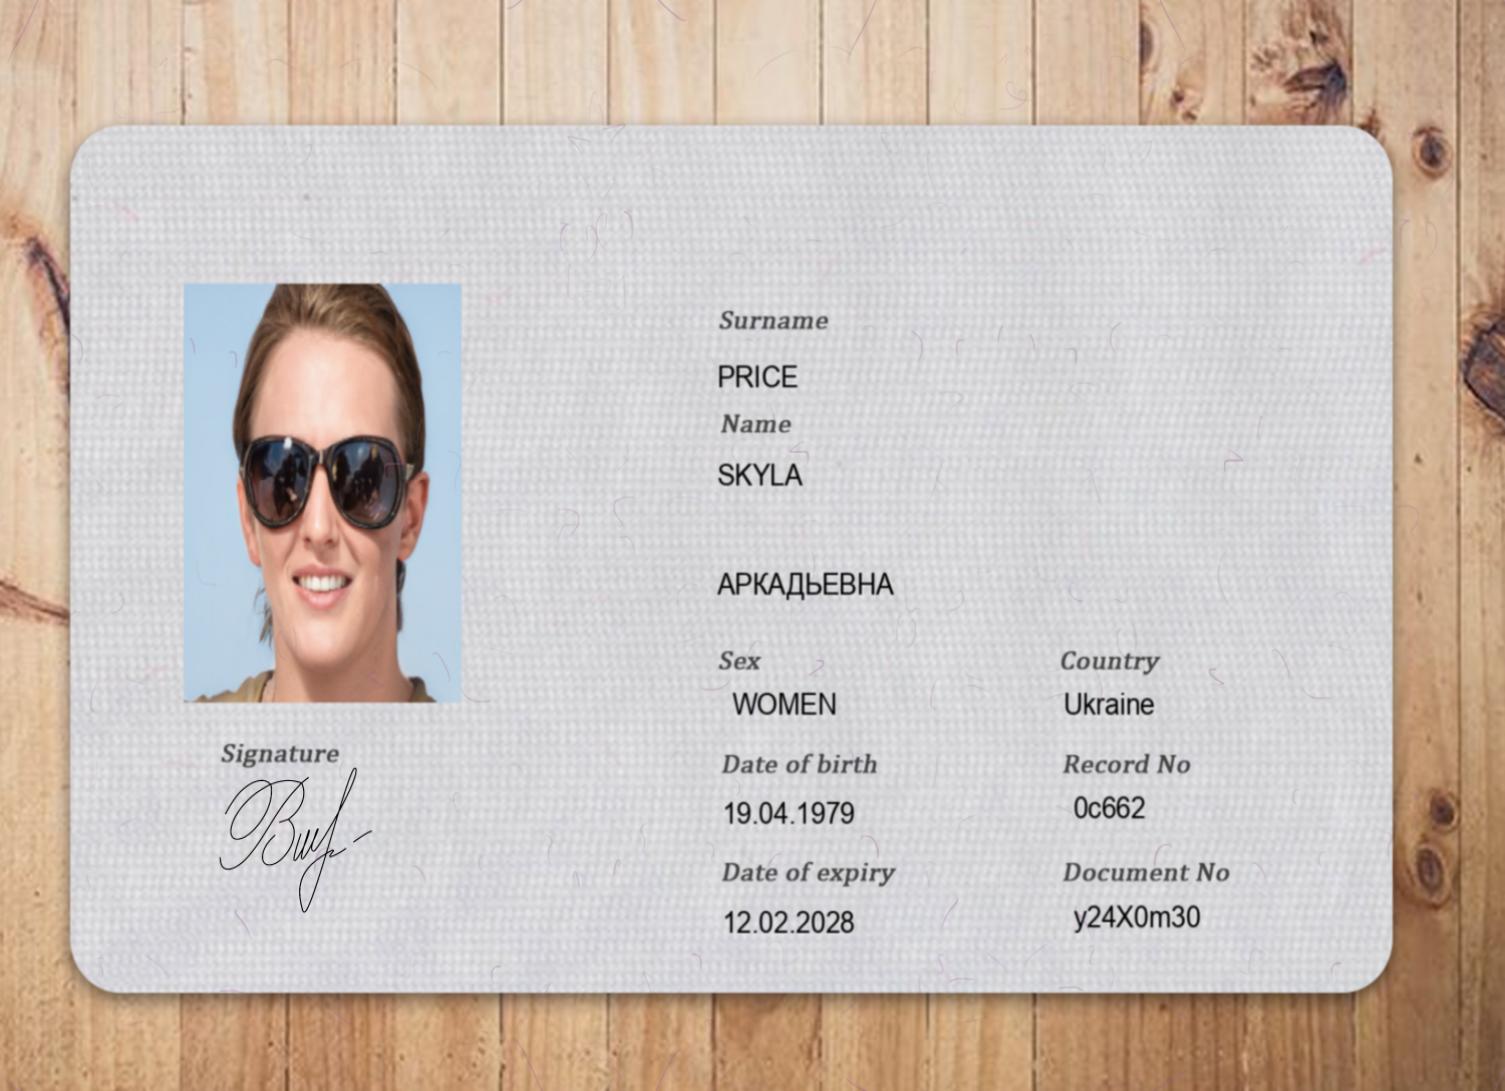 Surname
PRICE
Name
SKYLA
АРКАДЬЕВНА
Sex
Country
WOMEN
Ukraine
Date of birth
Record No
19.04.1979
0c662
Date of expiry
Document No
12.02.2028
y24X0m30
Signature